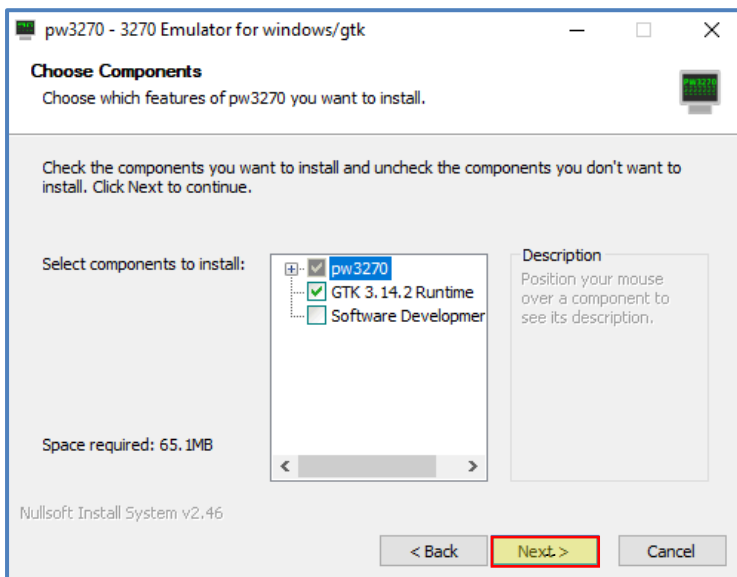 pw3270 - 3270 Emulator for windows/gtk
Choose Components
Choose which features of pw3270 you want to install.
PW3270
Check the components you want to install and uncheck the components you don't want to
install. Click Next to continue.
Select components to install:
pw3270
GTK 3.14.2 Runtime
Software Developmer
Description
Position your mouse
over a component to
see its description.
Space required: 65.1MB
Nullsoft Install System v2.46
< Back Next > Cancel